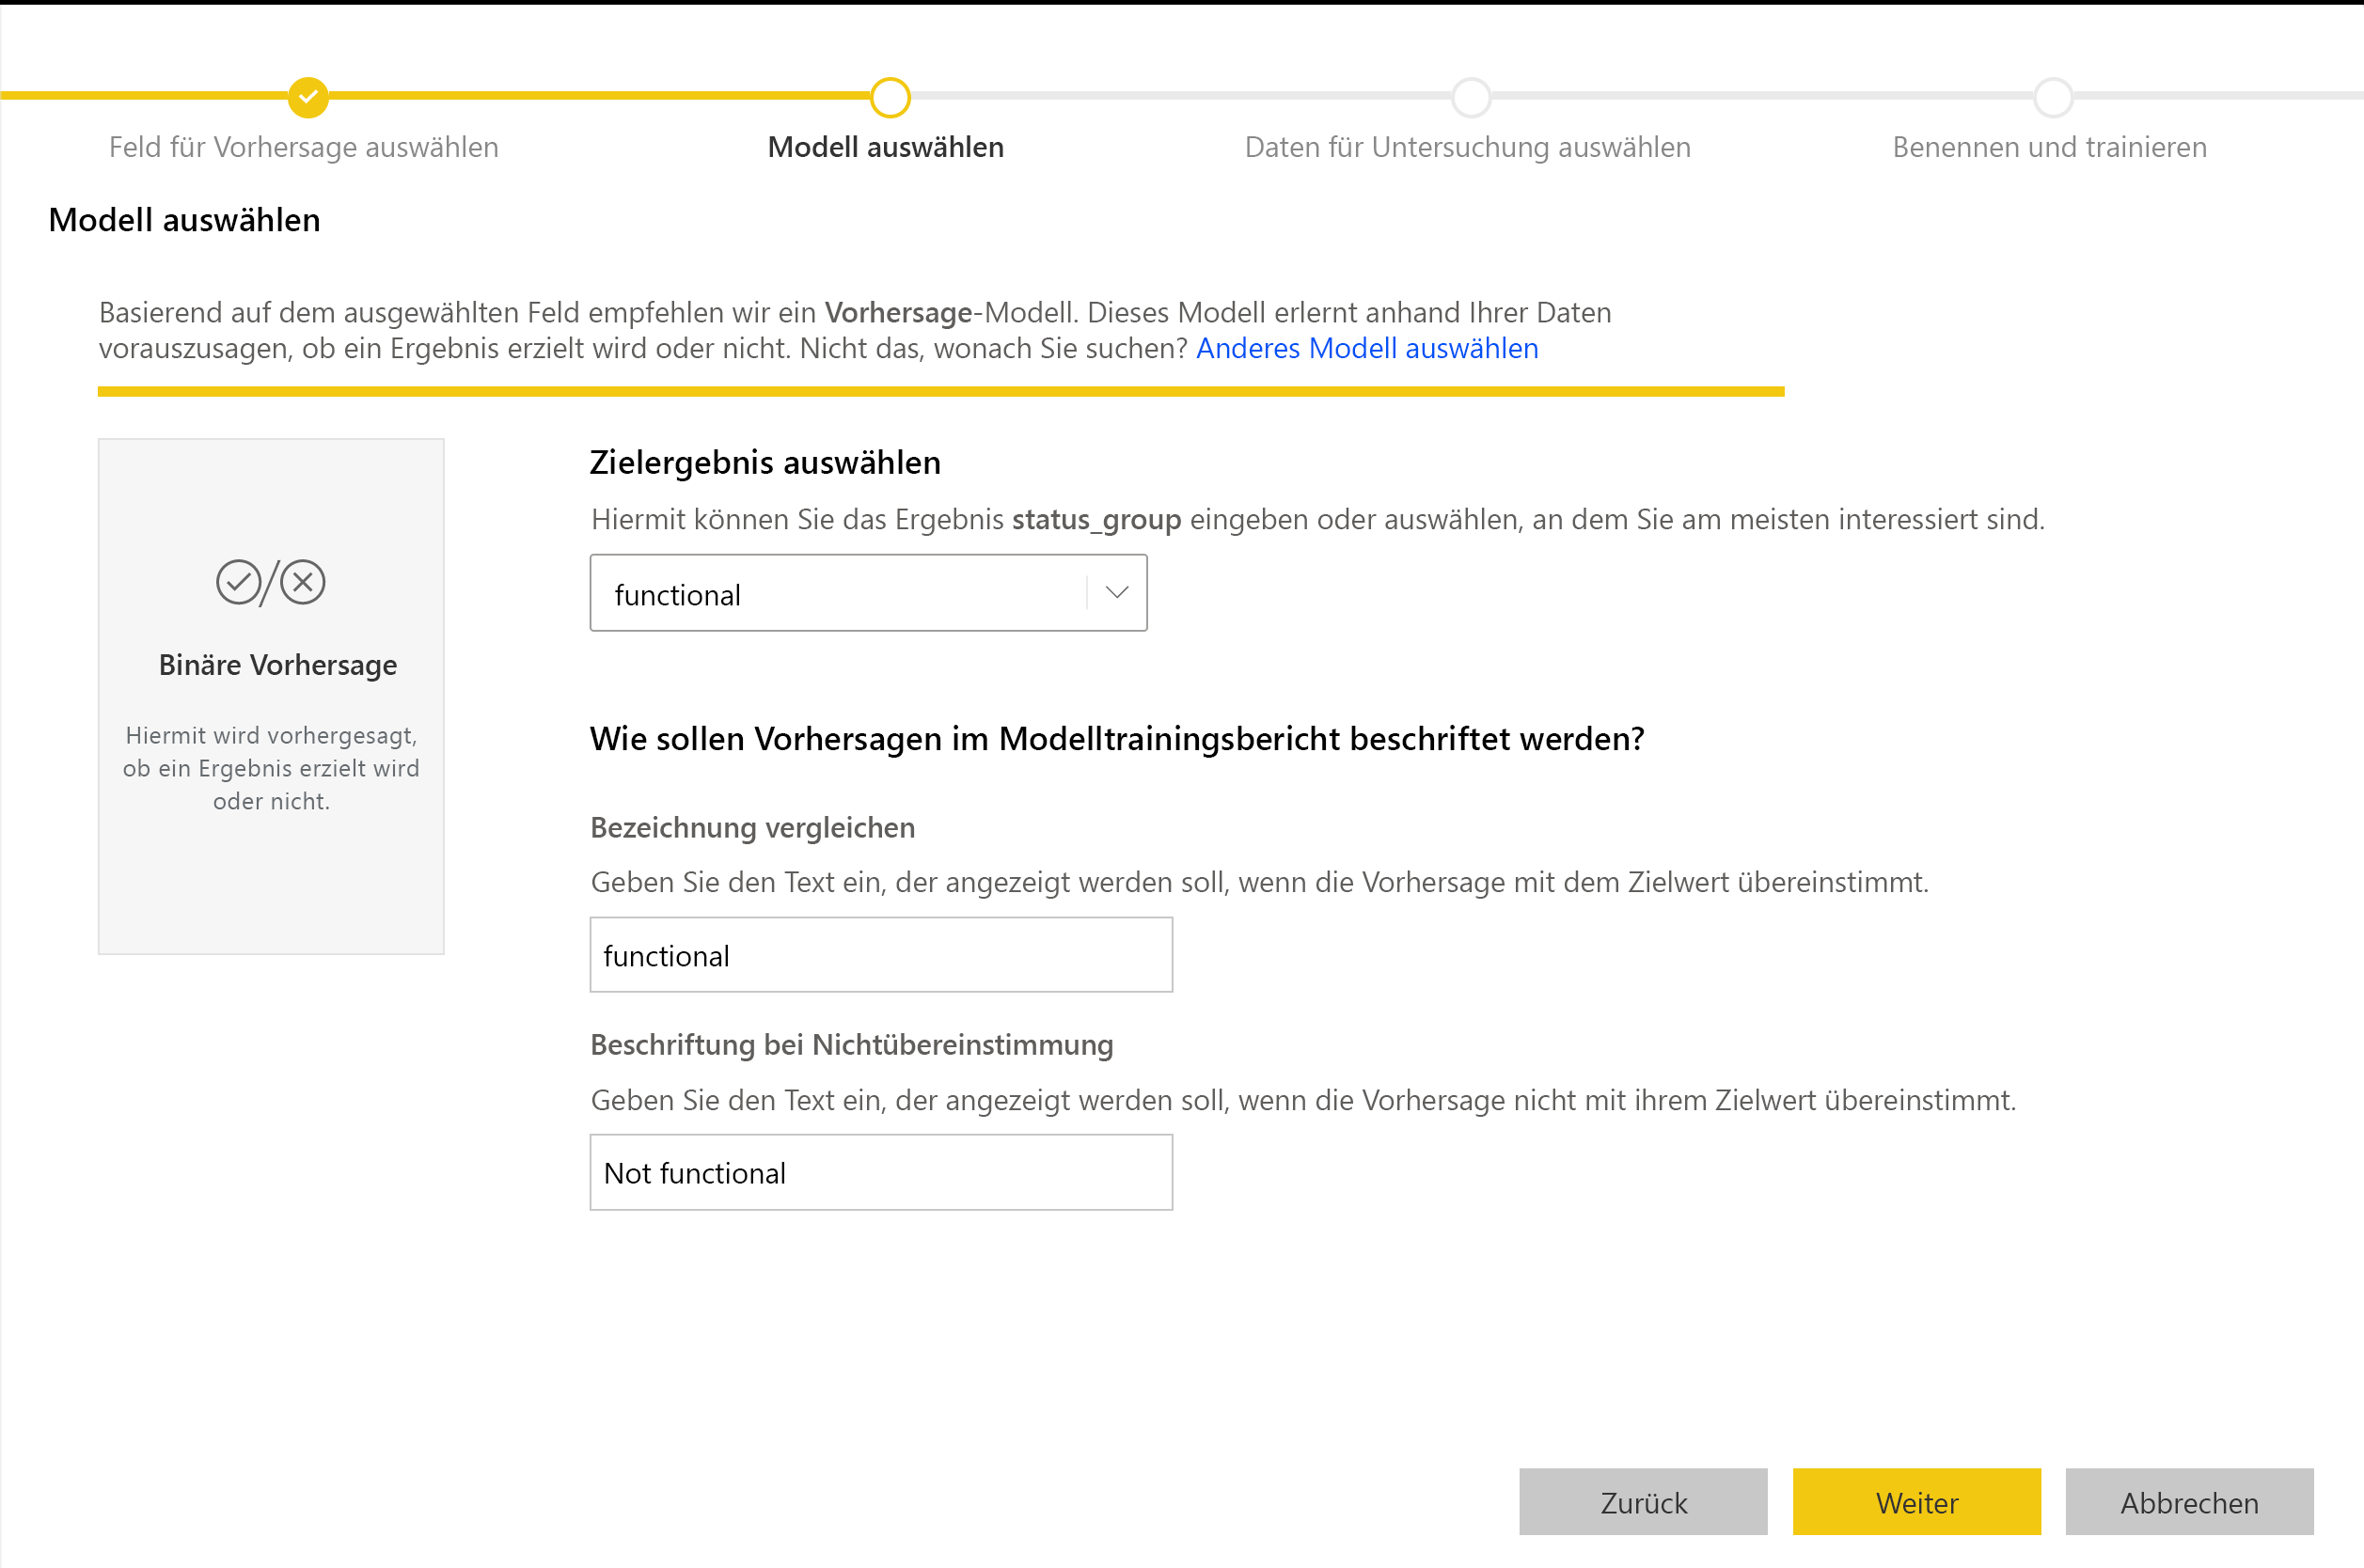 Feld für Vorhersage auswählen
Modell auswählen
Daten für Untersuchung auswählen
Benennen und trainieren
Modell auswählen
Basierend auf dem ausgewählten Feld empfehlen wir ein Vorhersage-Modell. Dieses Modell erlernt anhand Ihrer Daten
vorauszusagen, ob ein Ergebnis erzielt wird oder nicht. Nicht das, wonach Sie suchen? Anderes Modell auswählen
Binäre Vorhersage
Hiermit wird vorhergesagt,
ob ein Ergebnis erzielt wird
oder nicht.
Zielergebnis auswählen
Hiermit können Sie das Ergebnis status_group eingeben oder auswählen, an dem Sie am meisten interessiert sind.
functional
Wie sollen Vorhersagen im Modelltrainingsbericht beschriftet werden?
Bezeichnung vergleichen
Geben Sie den Text ein, der angezeigt werden soll, wenn die Vorhersage mit dem Zielwert übereinstimmt.
functional
Beschriftung bei Nichtübereinstimmung
Geben Sie den Text ein, der angezeigt werden soll, wenn die Vorhersage nicht mit ihrem Zielwert übereinstimmt.
Not functional
Zurück
Weiter
Abbrechen